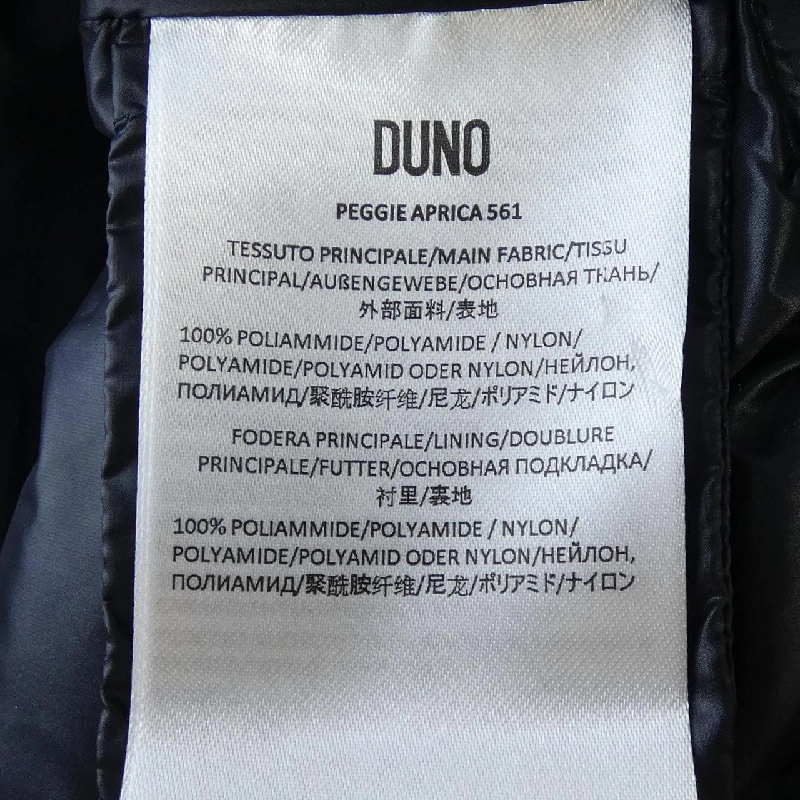 DUNO
PEGGIE APRICA 561
TESSUTO PRINCIPALE/MAIN FABRIC/TISSU
PRINCIPAL/AUßENGEWEBE/ОСНОВНАЯ ТКАНЬ/
外部面料/表地
100% POLIAMMIDE/POLYAMIDE / NYLON/
POLYAMIDE/POLYAMID ODER NYLON/НЕЙЛОН,
ПОЛИАМИД/聚酰胺纤维/尼龙/ポリアミド/ナイロン
FODERA PRINCIPALE/LINING/DOUBLURE
PRINCIPALE/FUTTER/ОСНОВНАЯ ПОДКЛАДКА/
衬里/裏地
100% POLIAMMIDE/POLYAMIDE / NYLON/
POLYAMIDE/POLYAMID ODER NYLON/НЕЙЛОН,
ПОЛИАМИД/聚酰胺纤维/尼龙/ポリアミド/ナイロン